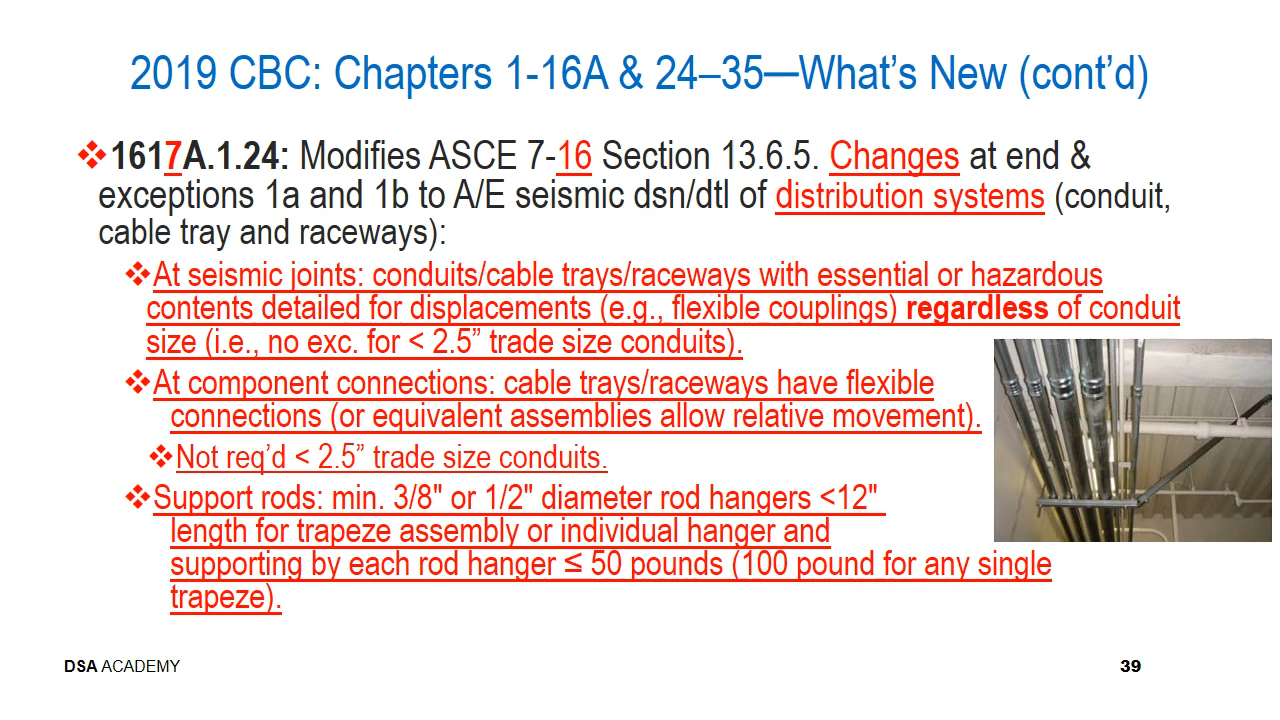 2019 CBC: Chapters 1-16A & 24–35—What's New (cont'd)
❖1617A.1.24: Modifies ASCE 7-16 Section 13.6.5. Changes at end &
exceptions 1a and 1b to A/E seismic dsn/dtl of distribution systems (conduit,
cable tray and raceways):
❖At seismic joints: conduits/cable trays/raceways with essential or hazardous
contents detailed for displacements (e.g., flexible couplings) regardless of conduit
size (i.e., no exc. for < 2.5” trade size conduits).
❖At component connections: cable trays/raceways have flexible
connections (or equivalent assemblies allow relative movement).
❖Not req’d < 2.5” trade size conduits.
❖Support rods: min. 3/8" or 1/2" diameter rod hangers <12"
length for trapeze assembly or individual hanger and
supporting by each rod hanger ≤ 50 pounds (100 pound for any single
trapeze).
DSA ACADEMY
39